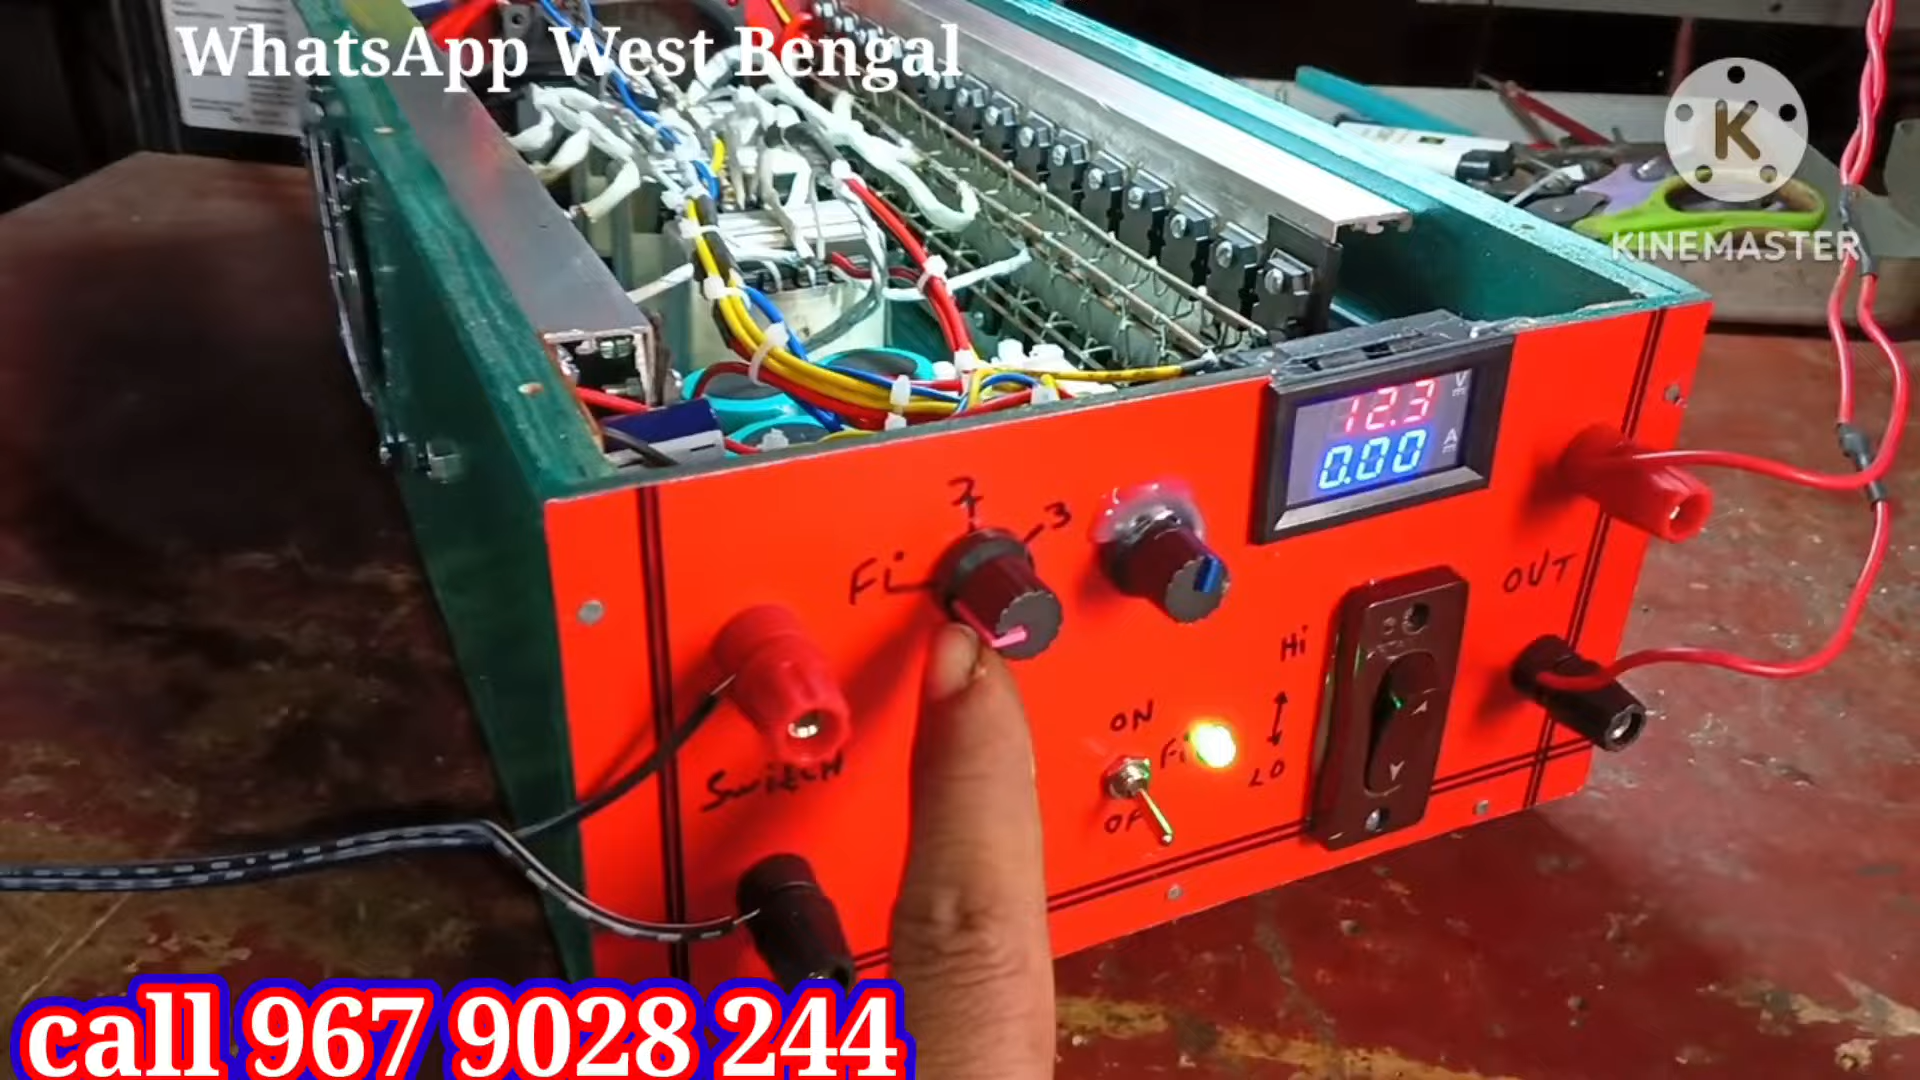 WhatsApp West Bengal
K
KINEMASTER
12.3 V
0.00 A
2
3
Fi
OUT
Hi
ON
Fi
LO
SwitcH
OF
call 967 9028 244